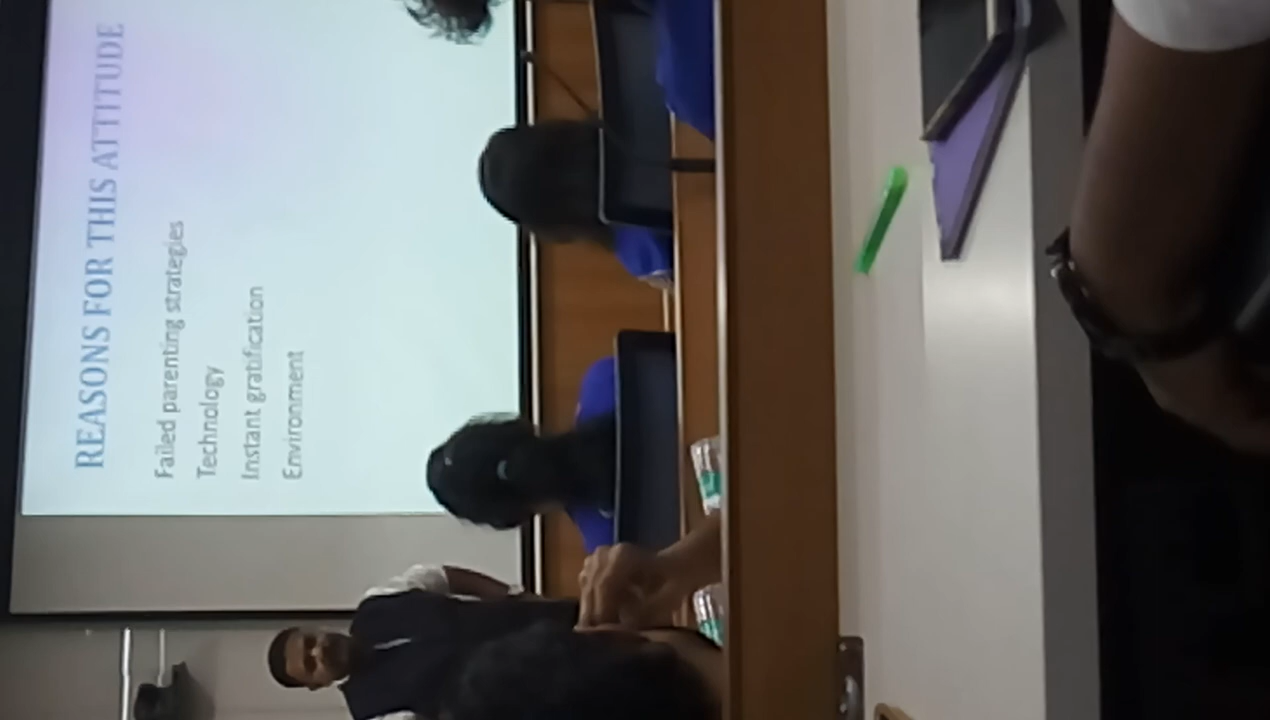 REASONS FOR THIS ATTITUDE
Failed parenting strategies
Technology
Instant gratification
Environment